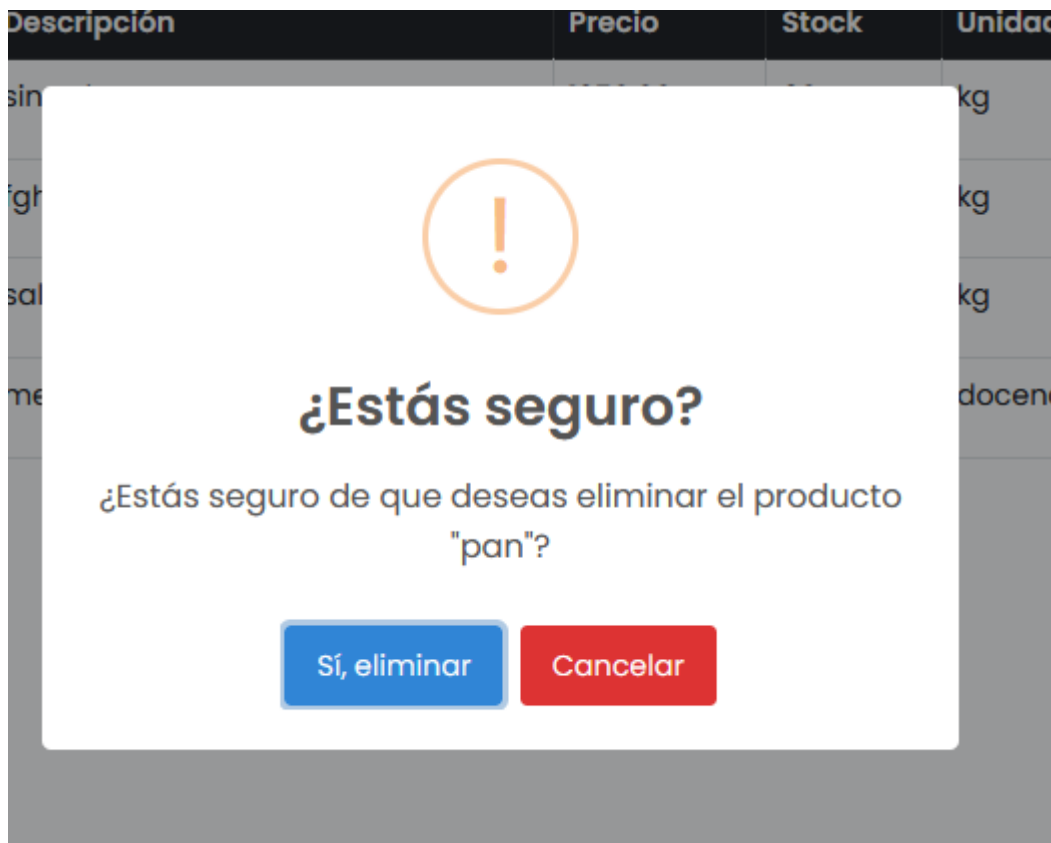 Descripción Precio Stock Unidad
kg
kg
kg
!
¿Estás seguro?
¿Estás seguro de que deseas eliminar el producto
"pan"?
Sí, eliminar Cancelar